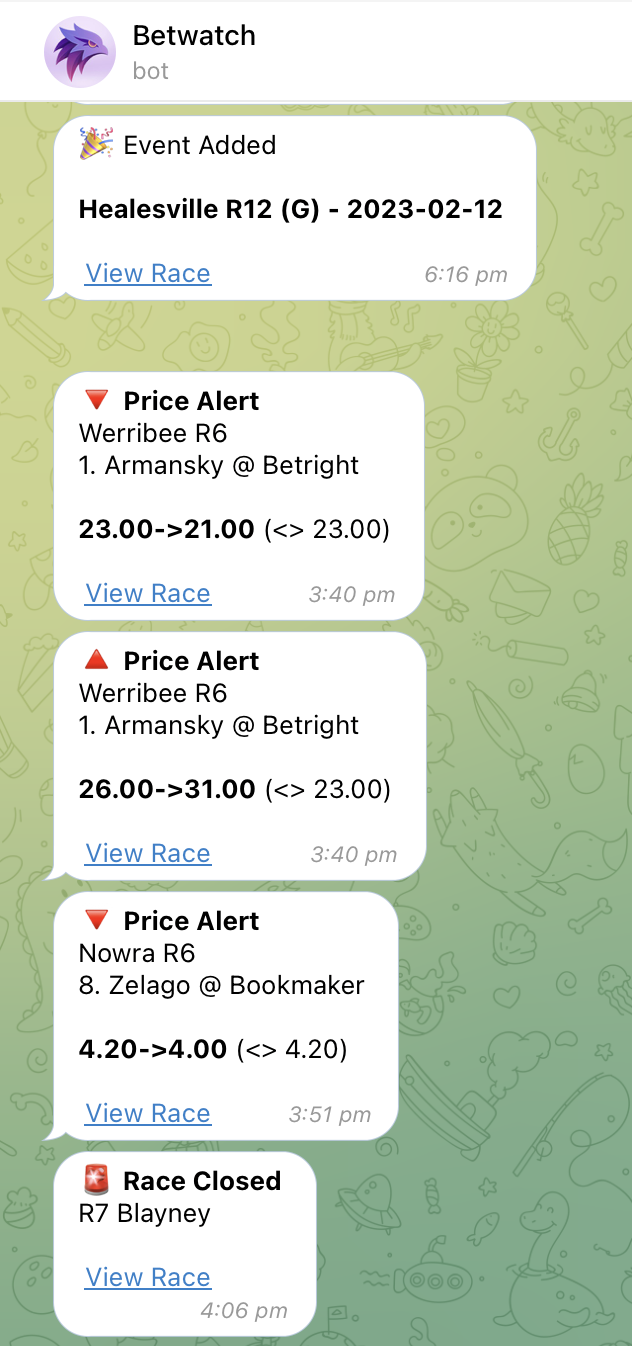 Betwatch
bot
🎉 Event Added
Healesville R12 (G) - 2023-02-12
View Race 6:16 pm
🔻 Price Alert
Werribee R6
1. Armansky @ Betright
23.00->21.00 (<> 23.00)
View Race 3:40 pm
🔺 Price Alert
Werribee R6
1. Armansky @ Betright
26.00->31.00 (<> 23.00)
View Race 3:40 pm
🔻 Price Alert
Nowra R6
8. Zelago @ Bookmaker
4.20->4.00 (<> 4.20)
View Race 3:51 pm
🚨 Race Closed
R7 Blayney
View Race
4:06 pm